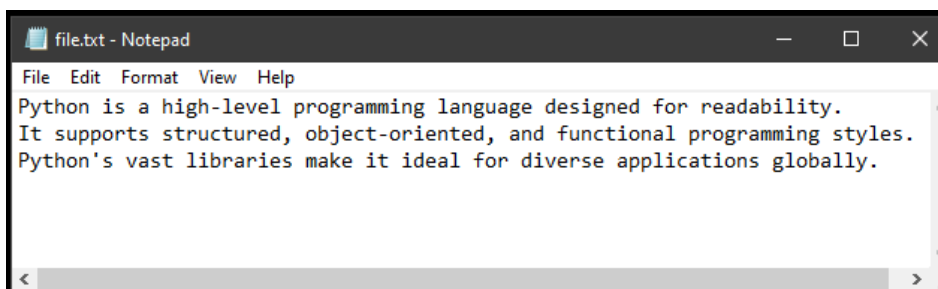 file.txt - Notepad
File Edit Format View Help
Python is a high-level programming language designed for readability.
It supports structured, object-oriented, and functional programming styles.
Python's vast libraries make it ideal for diverse applications globally.